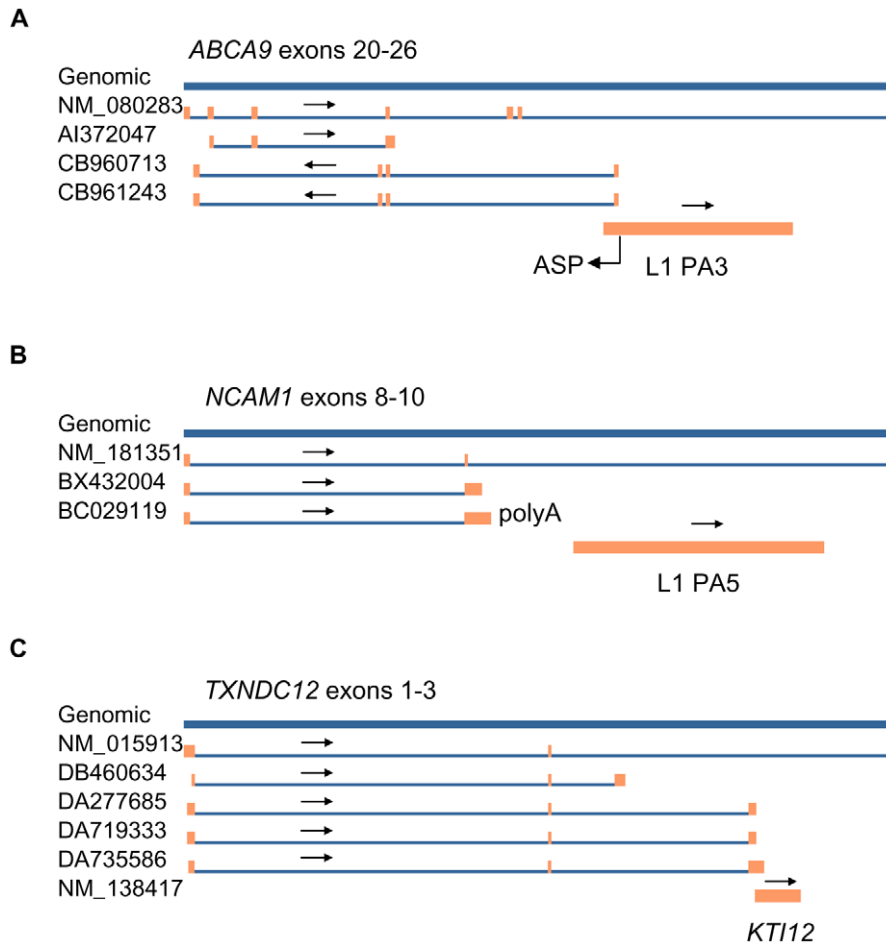 A
ABCA9 exons 20-26
Genomic
NM_080283
AI372047
CB960713
CB961243
ASP
L1 PA3
B
NCAM1 exons 8-10
Genomic
NM_181351
BX432004
BC029119
polyA
L1 PA5
C
TXNDC12 exons 1-3
Genomic
NM_015913
DB460634
DA277685
DA719333
DA735586
NM_138417
KTI12